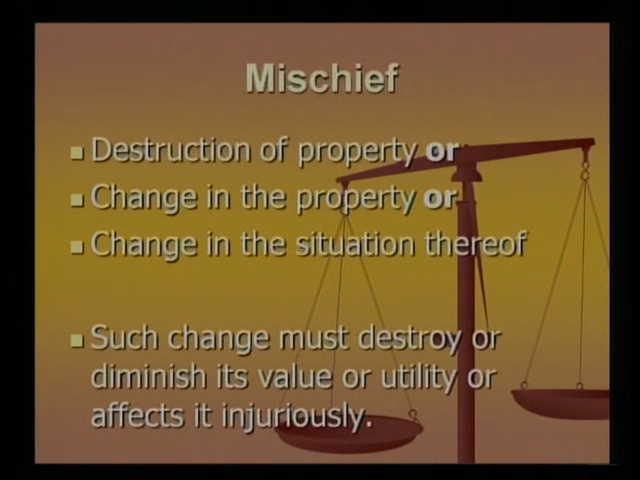 Mischief
Destruction of property or
Change in the property or
Change in the situation thereof
Such change must destroy or
diminish its value or utility or
affects it injuriously.